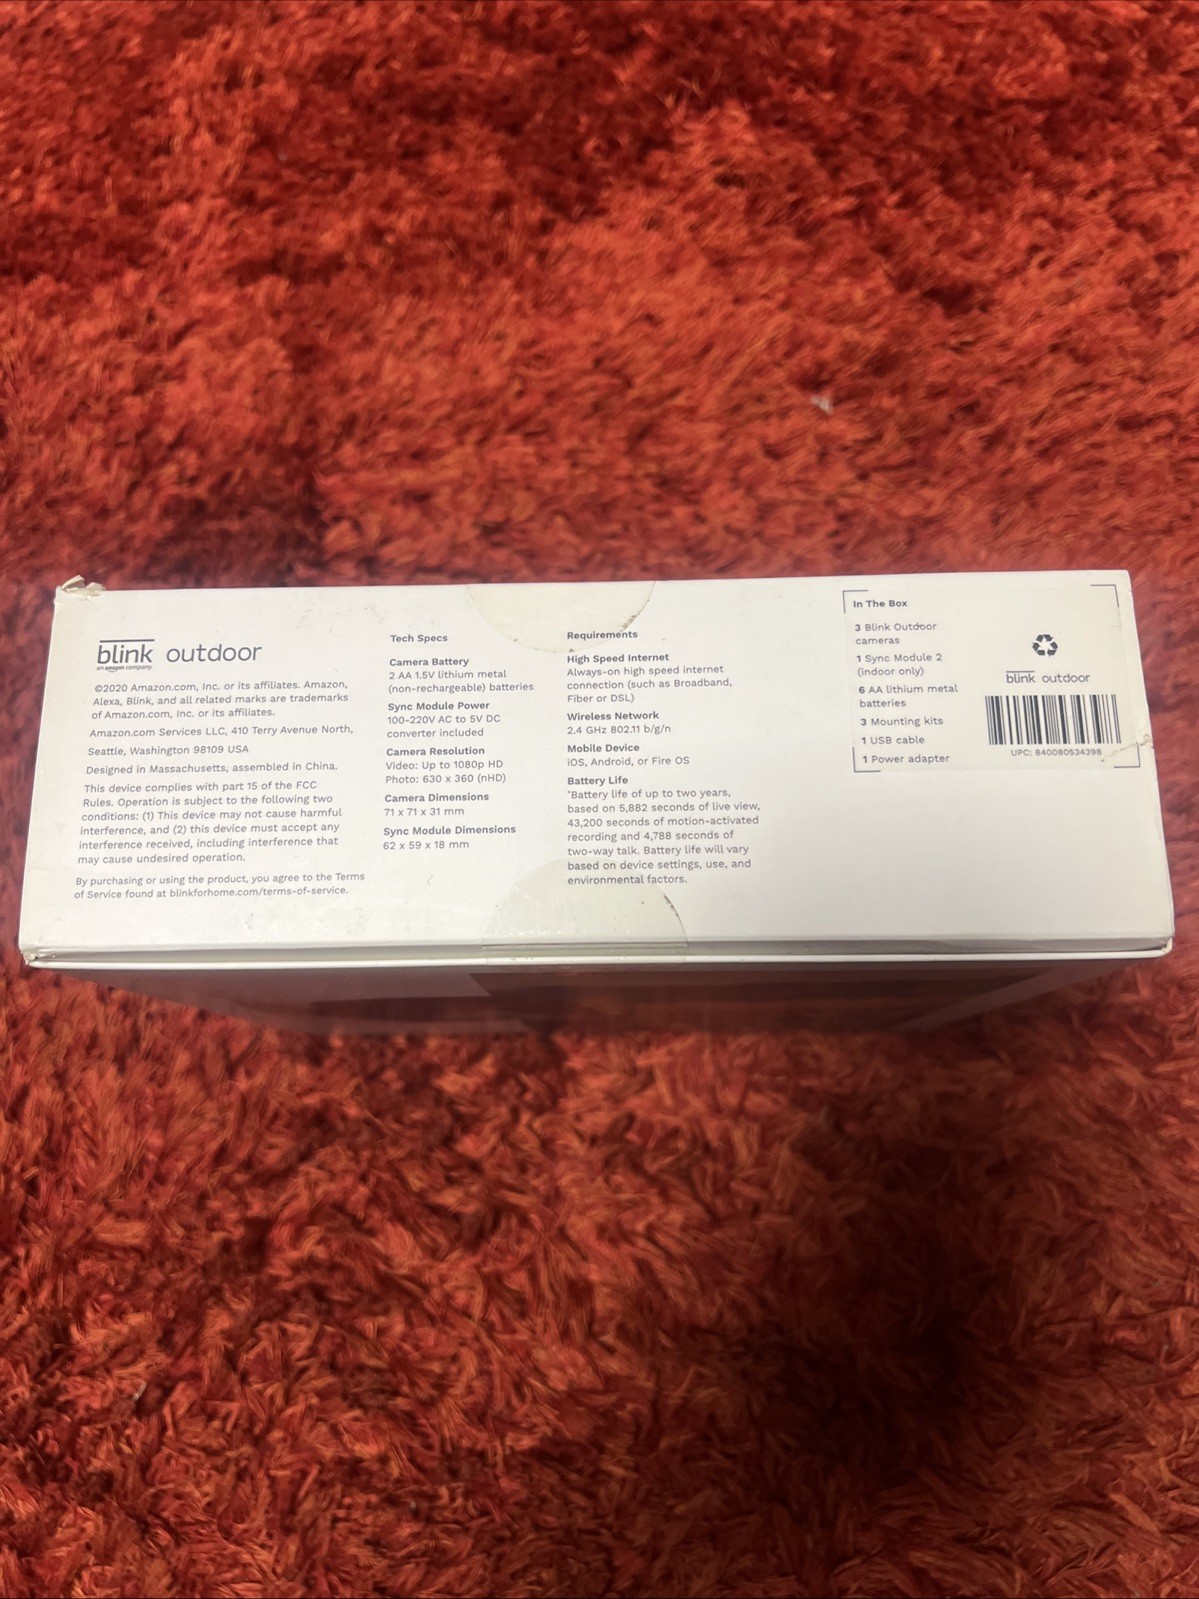 blink outdoor
an amazon company
©2020 Amazon.com, Inc. or its affiliates. Amazon,
Alexa, Blink, and all related marks are trademarks
of Amazon.com, Inc. or its affiliates.
Amazon.com Services LLC, 410 Terry Avenue North,
Seattle, Washington 98109 USA
Designed in Massachusetts, assembled in China.
This device complies with part 15 of the FCC
Rules. Operation is subject to the following two
conditions: (1) This device may not cause harmful
interference, and (2) this device must accept any
interference received, including interference that
may cause undesired operation.
By purchasing or using the product, you agree to the Terms
of Service found at blinkforhome.com/terms-of-service.
Tech Specs
Camera Battery
2 AA 1.5V lithium metal
(non-rechargeable) batteries
Sync Module Power
100-220V AC to 5V DC
converter included
Camera Resolution
Video: Up to 1080p HD
Photo: 630 x 360 (nHD)
Camera Dimensions
71 x 71 x 31 mm
Sync Module Dimensions
62 x 59 x 18 mm
Requirements
High Speed Internet
Always-on high speed internet
connection (such as Broadband,
Fiber or DSL)
Wireless Network
2.4 GHz 802.11 b/g/n
Mobile Device
iOS, Android, or Fire OS
Battery Life
*Battery life of up to two years,
based on 5,882 seconds of live view,
43,200 seconds of motion-activated
recording and 4,788 seconds of
two-way talk. Battery life will vary
based on device settings, use, and
environmental factors.
In The Box
3 Blink Outdoor
cameras
1 Sync Module 2
(indoor only)
6 AA lithium metal
batteries
3 Mounting kits
1 USB cable
1 Power adapter
blink outdoor
UPC: 840080534398